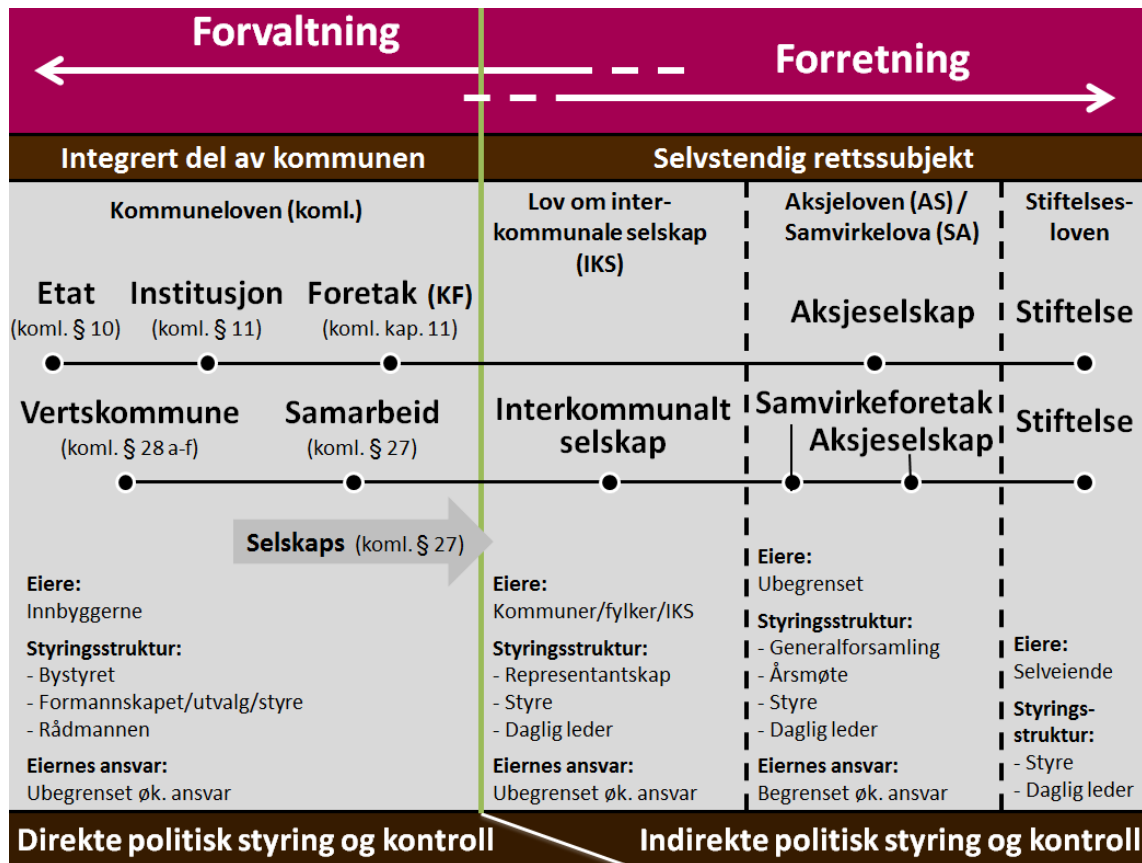 Forvaltning
Forretning
Integrert del av kommunen
Selvstendig rettssubjekt
Kommuneloven (koml.)
Lov om inter-
kommunale selskap
(IKS)
Aksjeloven (AS) /
Samvirkelova (SA)
Stiftelses-
loven
Etat
(koml. § 10)
Institusjon
(koml. § 11)
Foretak (KF)
(koml. kap. 11)
Aksjeselskap
Stiftelse
Vertskommune
(koml. § 28 a-f)
Samarbeid
(koml. § 27)
Interkommunalt
selskap
Samvirkeforetak
Aksjeselskap
Stiftelse
Selskaps (koml. § 27)
Eiere:
Innbyggerne
Styringsstruktur:
- Bystyret
- Formannskapet/utvalg/styre
- Rådmannen
Eiernes ansvar:
Ubegrenset øk. ansvar
Eiere:
Kommuner/fylker/IKS
Styringsstruktur:
- Representantskap
- Styre
- Daglig leder
Eiernes ansvar:
Ubegrenset øk. ansvar
Eiere:
Ubegrenset
Styringsstruktur:
- Generalforsamling
- Årsmøte
- Styre
- Daglig leder
Eiernes ansvar:
Begrenset øk. ansvar
Eiere:
Selveiende
Styrings-
struktur:
- Styre
- Daglig leder
Direkte politisk styring og kontroll
Indirekte politisk styring og kontroll